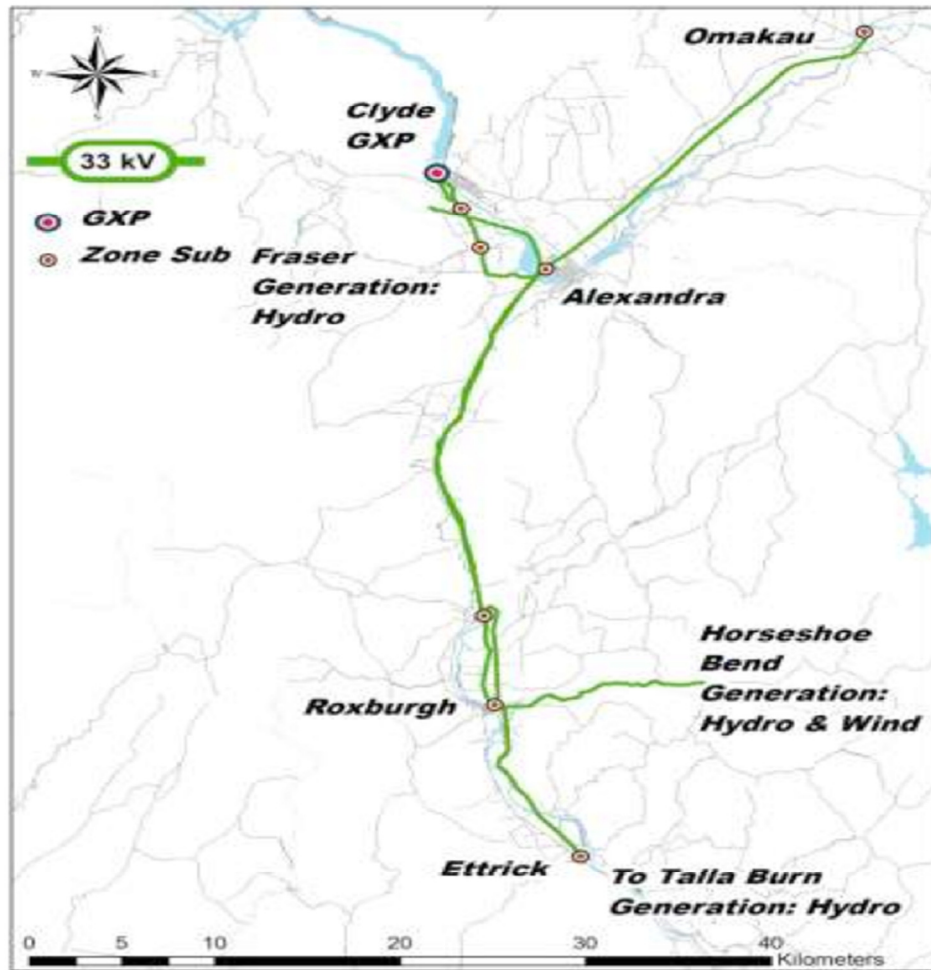 N
W E
S
Omakau
Clyde
GXP
33 kV
GXP
Zone Sub
Fraser
Generation:
Hydro
Alexandra
Horseshoe
Bend
Generation:
Hydro & Wind
Roxburgh
Ettrick
To Talla Burn
Generation: Hydro
0 5 10 20 30 40
Kilometers